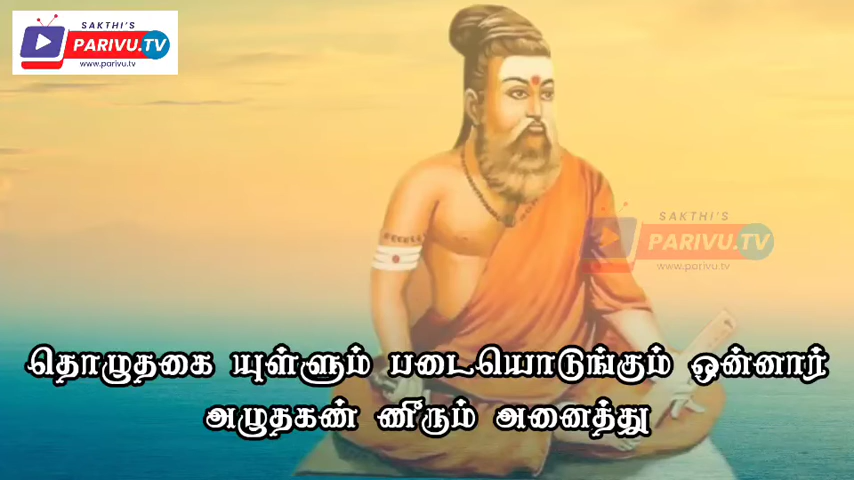 SAKTHI'S
PARIVU.TV
www.parivu.tv
SAKTHI'S
PARIVU.TV
www.parivu.tv
தொழுதகை யுள்ளும் படையொடுங்கும் ஒன்னார்
அழுதகண் ணீரும் அனைத்து